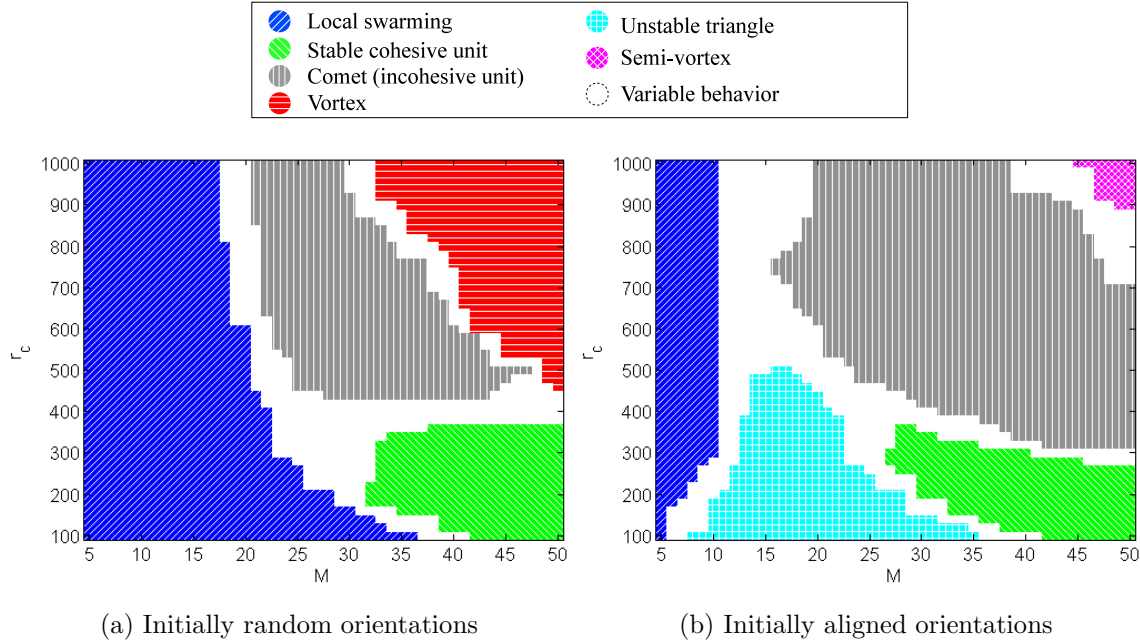 Local swarming
Stable cohesive unit
Comet (incohesive unit)
Vortex
Unstable triangle
Semi-vortex
Variable behavior
1000
900
800
700
600
500
400
300
200
100
r_c
5 10 15 20 25 30 35 40 45 50
M
(a) Initially random orientations
1000
900
800
700
600
500
400
300
200
100
r_c
5 10 15 20 25 30 35 40 45 50
M
(b) Initially aligned orientations